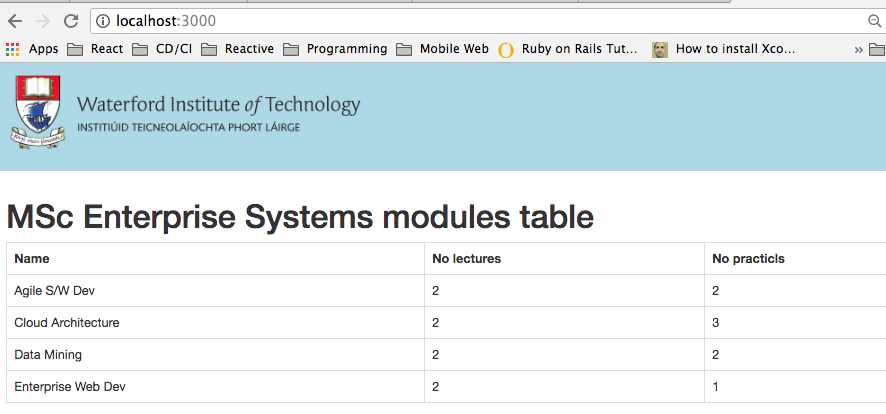 localhost:3000
Apps React CD/CI Reactive Programming Mobile Web Ruby on Rails Tut... How to install Xco... »
Waterford Institute of Technology
INSTITIÚID TEICNEOLAÍOCHTA PHORT LÁIRGE
MSc Enterprise Systems modules table
Name No lectures No practicls
Agile S/W Dev 2 2
Cloud Architecture 2 3
Data Mining 2 2
Enterprise Web Dev 2 1